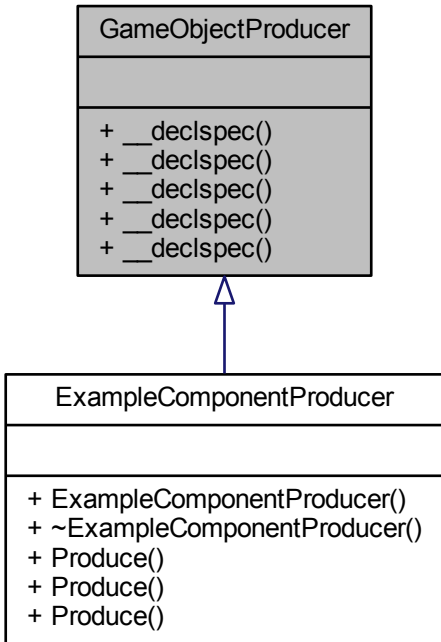 GameObjectProducer
+ __declspec()
+ __declspec()
+ __declspec()
+ __declspec()
+ __declspec()
ExampleComponentProducer
+ ExampleComponentProducer()
+ ~ExampleComponentProducer()
+ Produce()
+ Produce()
+ Produce()